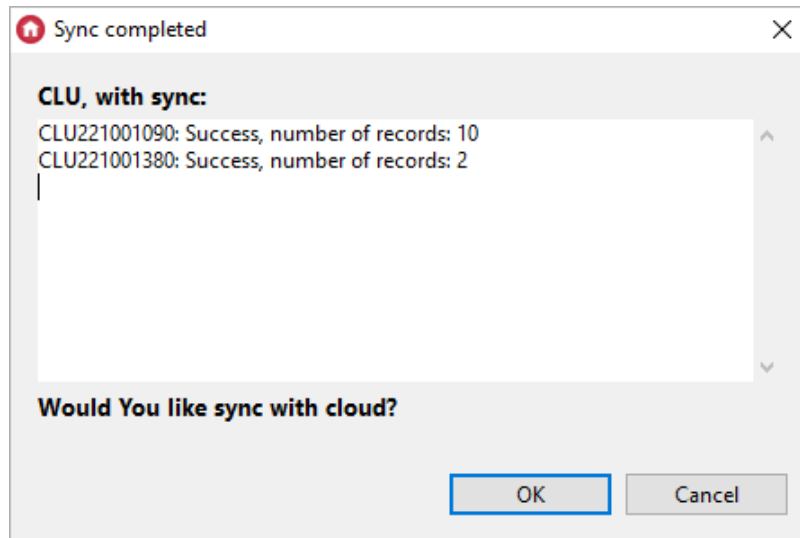 Sync completed
CLU, with sync:
CLU221001090: Success, number of records: 10
CLU221001380: Success, number of records: 2
Would You like sync with cloud?
OK
Cancel